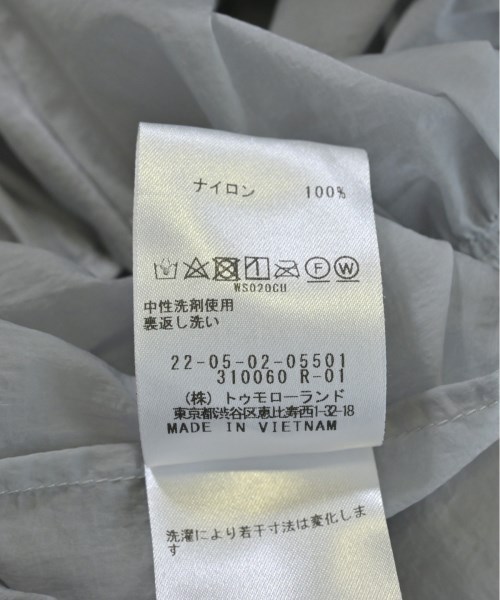 ナイロン 100%
F W
WS020CU
中性洗剤使用
裏返し洗い
22-05-02-05501
310060 R-01
(株) トゥモローランド
東京都渋谷区恵比寿西1-32-18
MADE IN VIETNAM
洗濯により若干寸法は変化しま
す